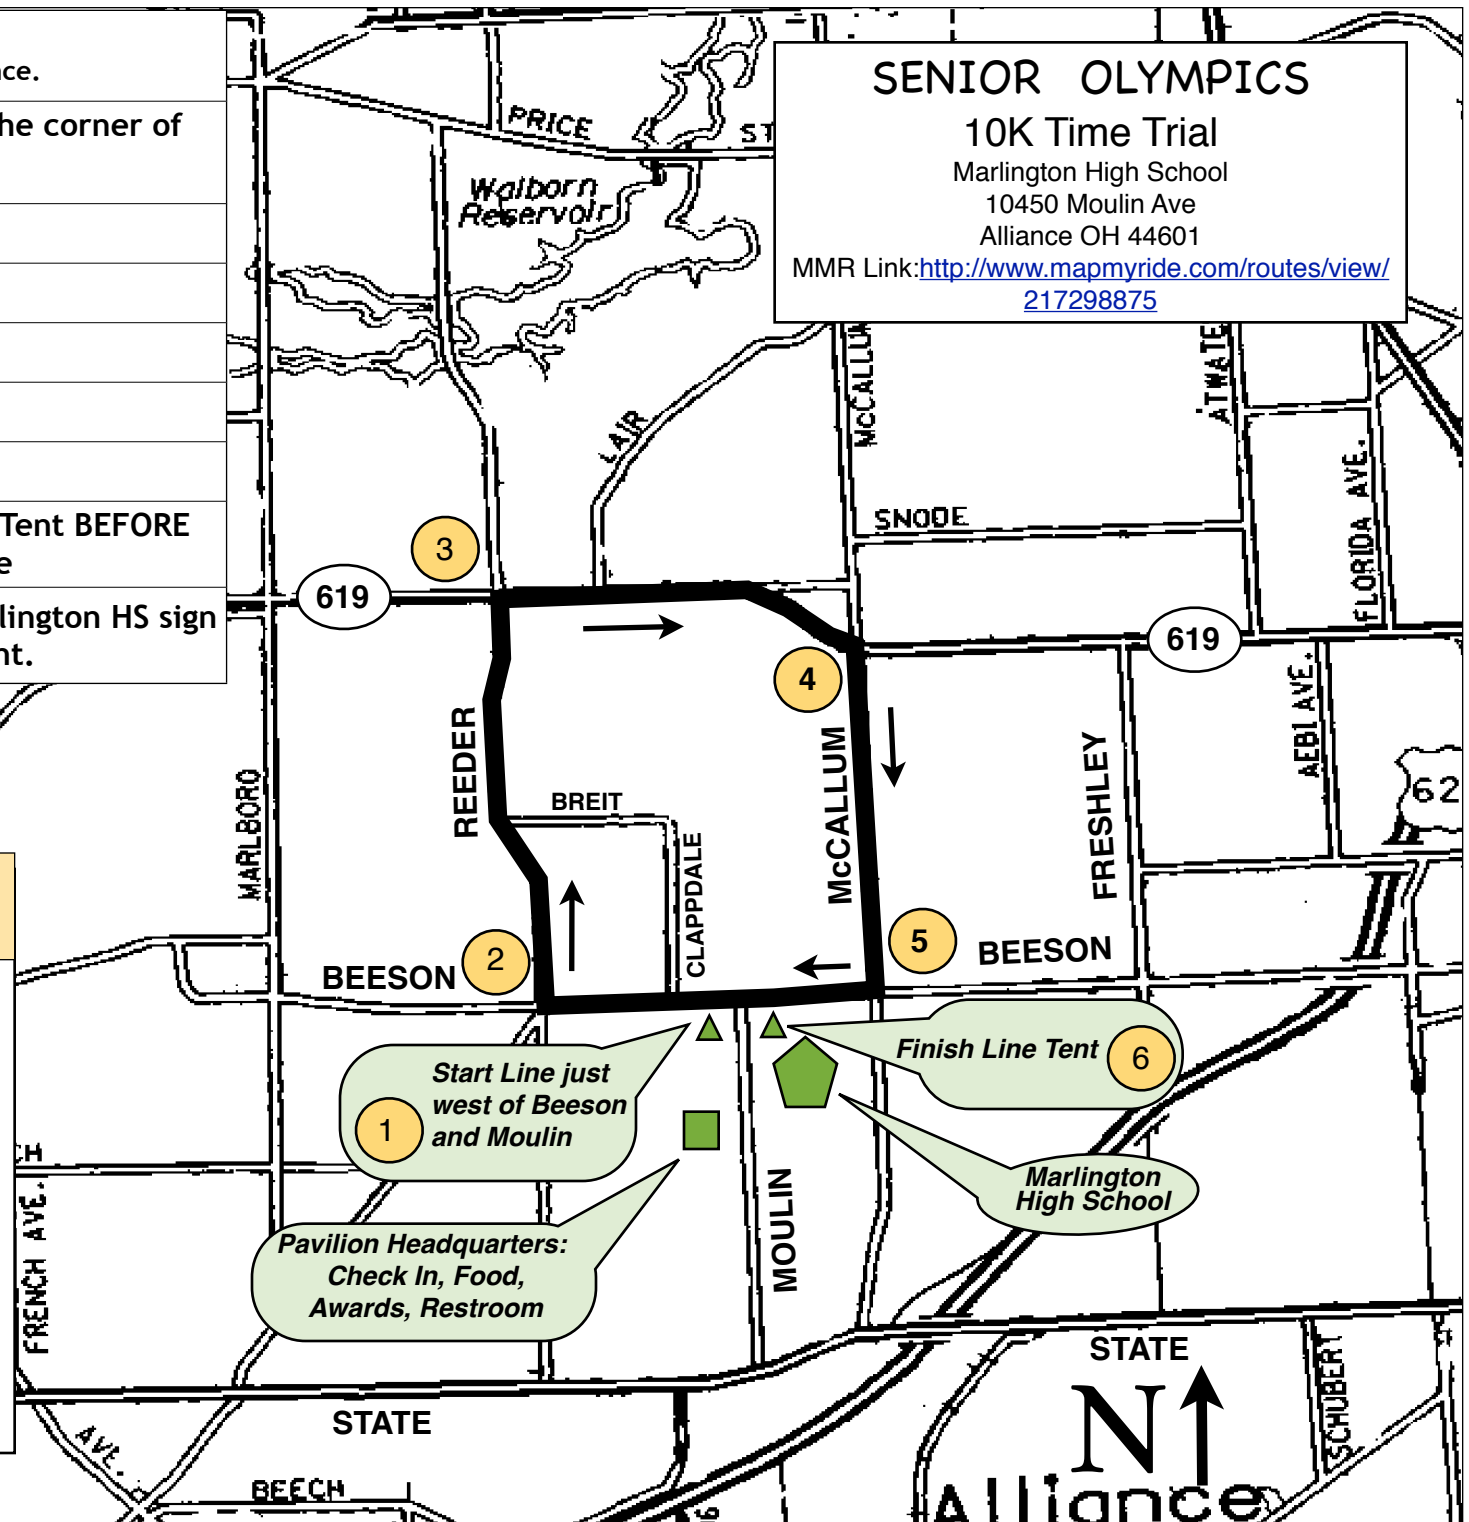 ce.
he corner of
Tent BEFORE
e
lington HS sign
nt.
SENIOR OLYMPICS
10K Time Trial
Marlington High School
10450 Moulin Ave
Alliance OH 44601
MMR Link:http://www.mapmyride.com/routes/view/
217298875
PRICE
ST
Walborn
Reservoir
LAIR
McCALLUM
ATWATE
FLORIDA AVE.
SNODE
3
619
619
4
REEDER
McCALLUM
FRESHLEY
AEBI AVE.
62
MARLBORO
BREIT
CLAPPDALE
2
5
BEESON
BEESON
Start Line just
west of Beeson
and Moulin
1
Finish Line Tent
6
Marlington
High School
MOULIN
Pavilion Headquarters:
Check In, Food,
Awards, Restroom
CH
FRENCH AVE.
STATE
STATE
N
SCHUBERT
AVE.
BEECH
Alliance